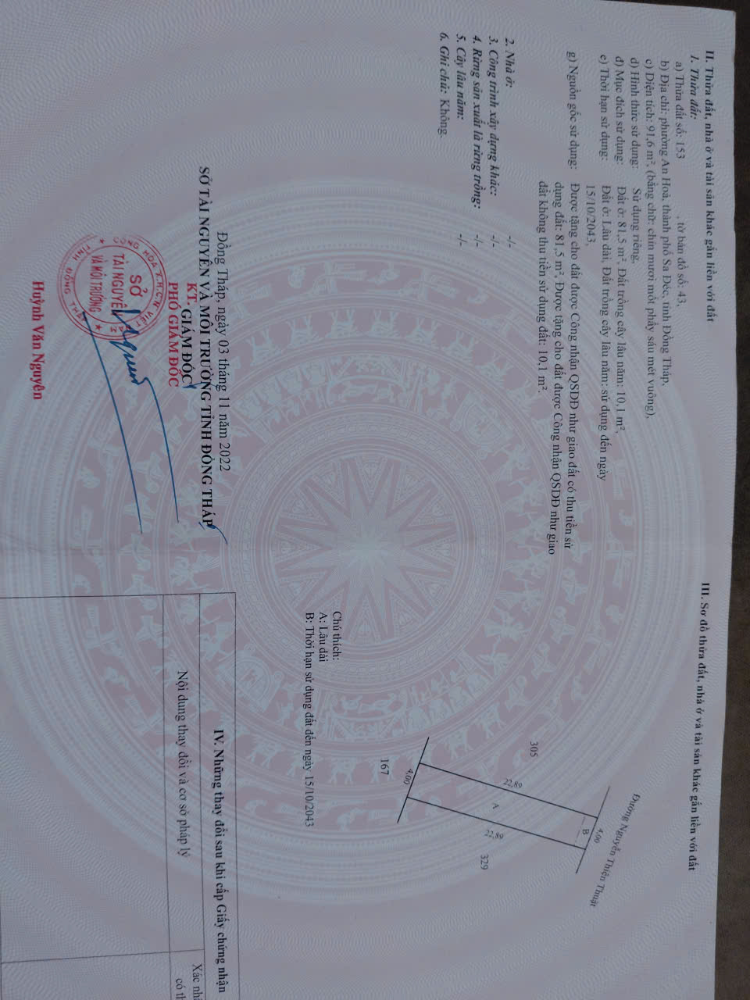 II. Thửa đất, nhà ở và tài sản khác gắn liền với đất
1. Thửa đất:
a) Thửa đất số: 153 , tờ bản đồ số: 43,
b) Địa chỉ: phường An Hoà, thành phố Sa Đéc, tỉnh Đồng Tháp,
c) Diện tích: 91,6 m², (bằng chữ: chín mươi mốt phẩy sáu mét vuông),
d) Hình thức sử dụng: Sử dụng riêng,
đ) Mục đích sử dụng: Đất ở: 81,5 m², Đất trồng cây lâu năm: 10,1 m²,
e) Thời hạn sử dụng: Đất ở: Lâu dài, Đất trồng cây lâu năm: sử dụng đến ngày
15/10/2043,
g) Nguồn gốc sử dụng: Được tặng cho đất được Công nhận QSDĐ như giao đất có thu tiền sử
dụng đất: 81,5 m², Được tặng cho đất được Công nhận QSDĐ như giao
đất không thu tiền sử dụng đất: 10,1 m².
2. Nhà ở: -/-
3. Công trình xây dựng khác: -/-
4. Rừng sản xuất là rừng trồng: -/-
5. Cây lâu năm: -/-
6. Ghi chú: Không.
Đồng Tháp, ngày 03 tháng 11 năm 2022
SỞ TÀI NGUYÊN VÀ MÔI TRƯỜNG TỈNH ĐỒNG THÁP
KT. GIÁM ĐỐC
PHÓ GIÁM ĐỐC
CỘNG HÒA X.H.C.N VIỆT
SỞ
TÀI NGUYÊN
VÀ MÔI TRƯỜNG
TỈNH ĐỒNG THÁP
Huỳnh Văn Nguyên
III. Sơ đồ thửa đất, nhà ở và tài sản khác gắn liền với đất
Đường Nguyễn Thiện Thuật
4,00
B
305
22,89
A
22,89
329
4,00
167
Chú thích:
A: Lâu dài
B: Thời hạn sử dụng đất đến ngày 15/10/2043
IV. Những thay đổi sau khi cấp Giấy chứng nhận
Nội dung thay đổi và cơ sở pháp lý
Xác nhậ
có th